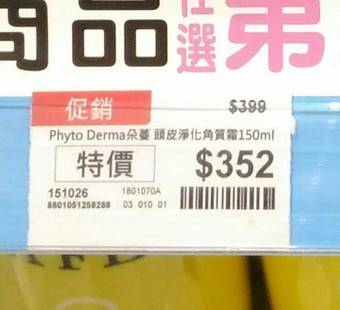 商品任選第
促銷 $399
Phyto Derma朵蔓 頭皮淨化角質霜150ml
特價 $352
151026 1801070A
8801051258288 03 010 01